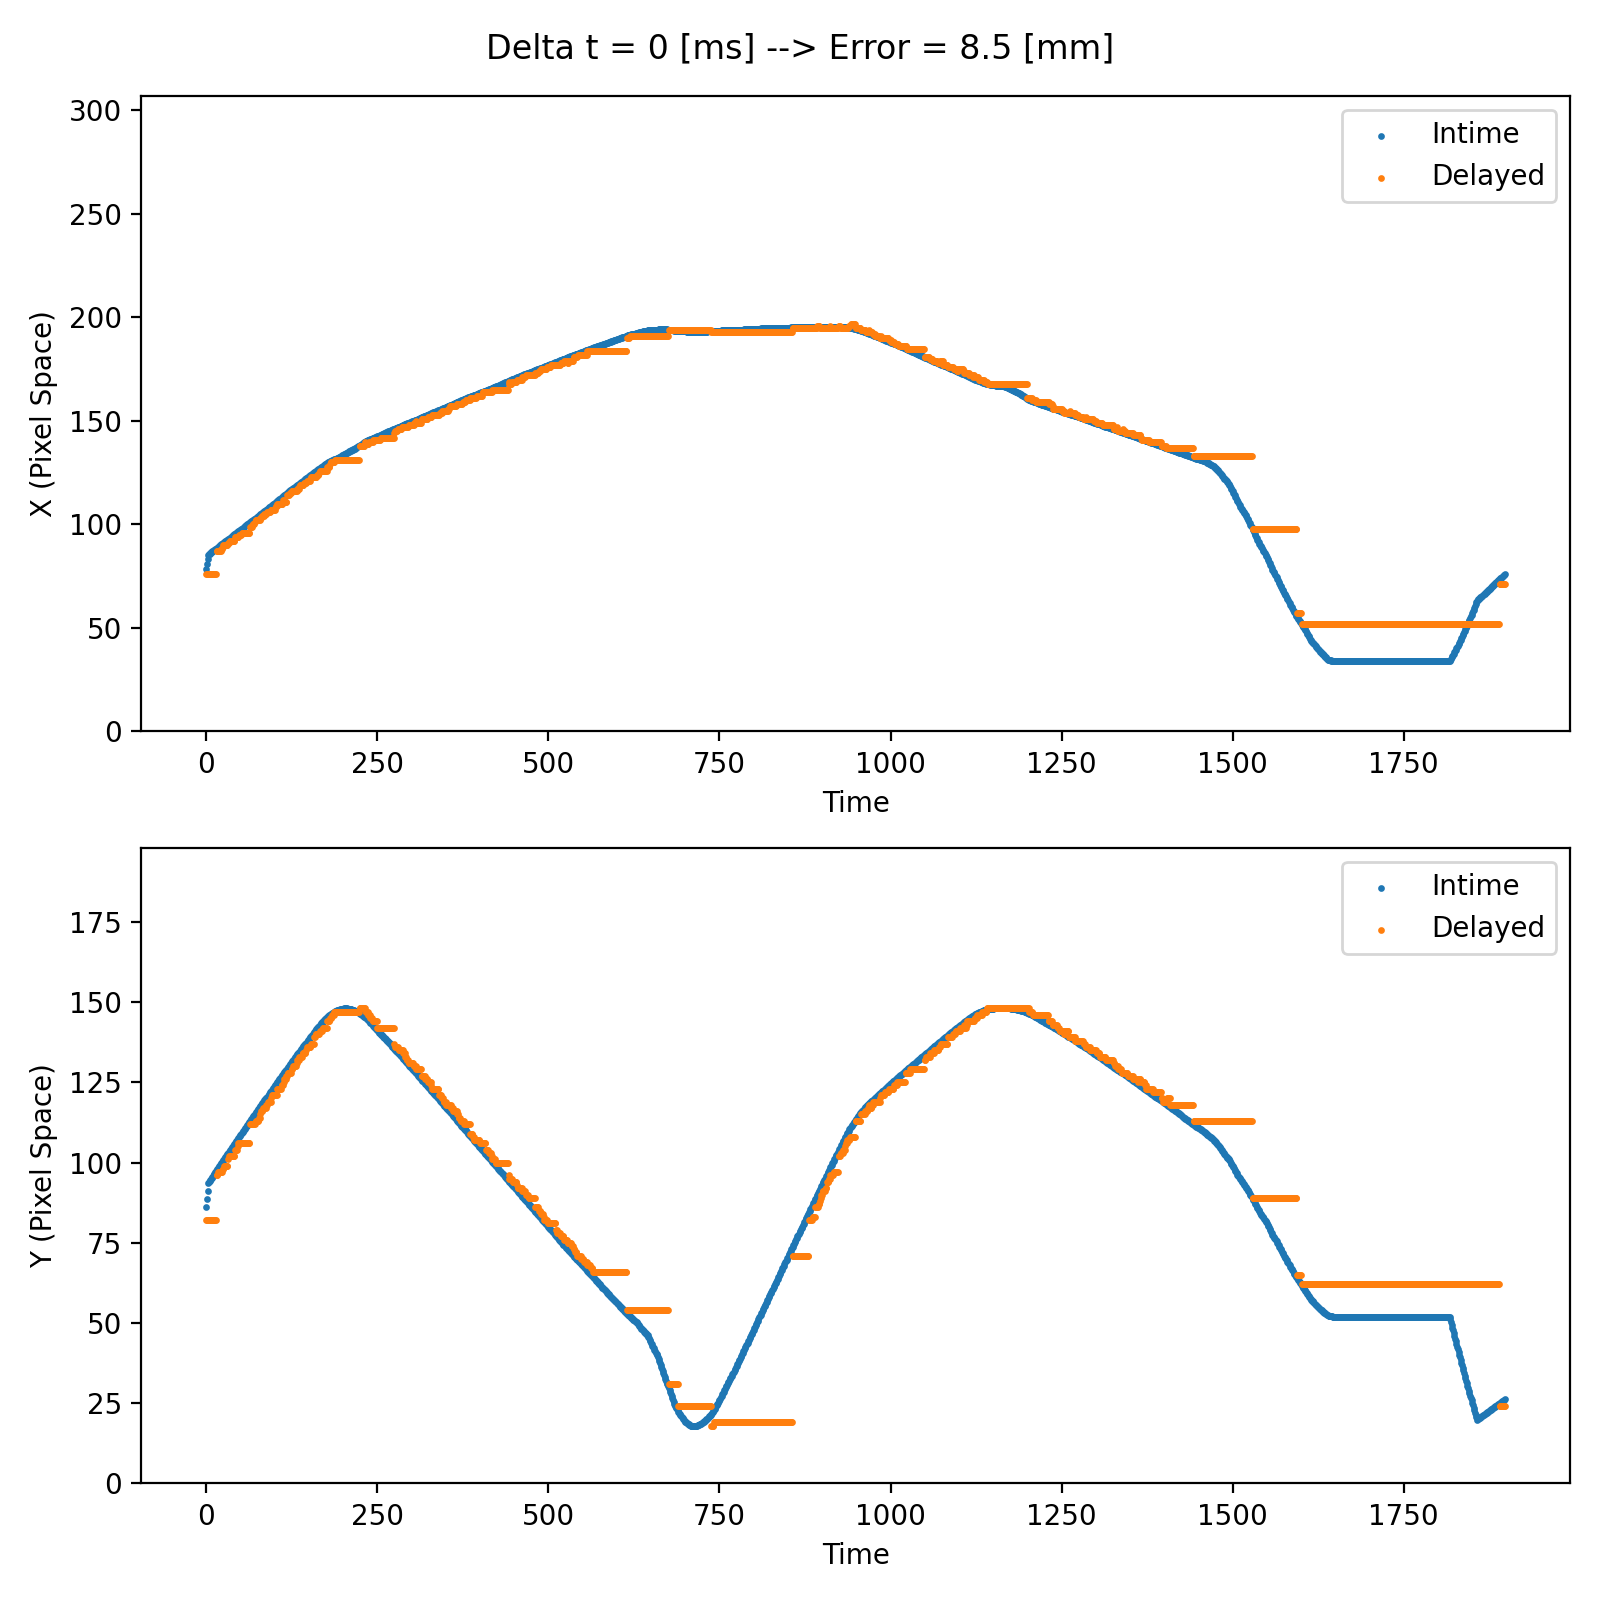 Delta t = 0 [ms] --> Error = 8.5 [mm]
300
250
200
150
100
50
0
X (Pixel Space)
Intime
Delayed
0 250 500 750 1000 1250 1500 1750
Time
175
150
125
100
75
50
25
0
Y (Pixel Space)
Intime
Delayed
0 250 500 750 1000 1250 1500 1750
Time